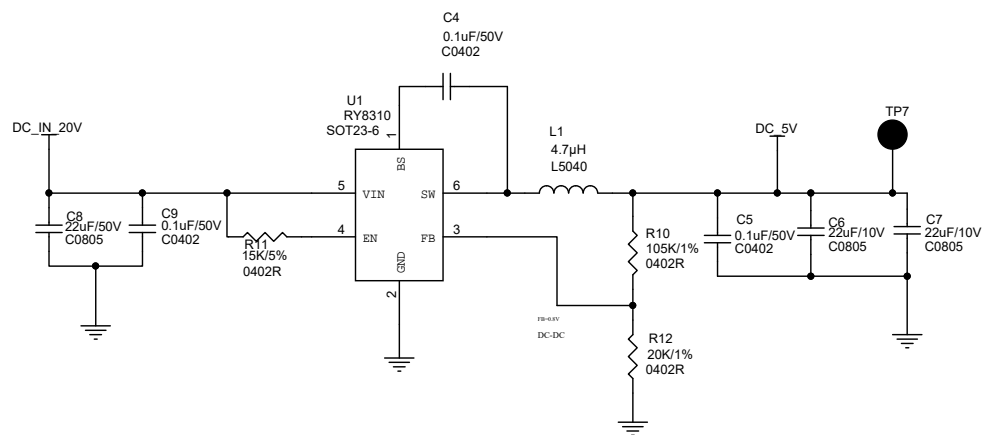 C4
0.1uF/50V
C0402
U1
RY8310
SOT23-6
DC_IN_20V
1
BS
L1
4.7µH
L5040
DC_5V
TP7
5
VIN
SW
6
C8
22uF/50V
C0805
C9
0.1uF/50V
C0402
R11
15K/5%
0402R
4
EN
FB
3
GND
2
R10
105K/1%
0402R
C5
0.1uF/50V
C0402
C6
22uF/10V
C0805
C7
22uF/10V
C0805
FB=0.8V
DC-DC
R12
20K/1%
0402R